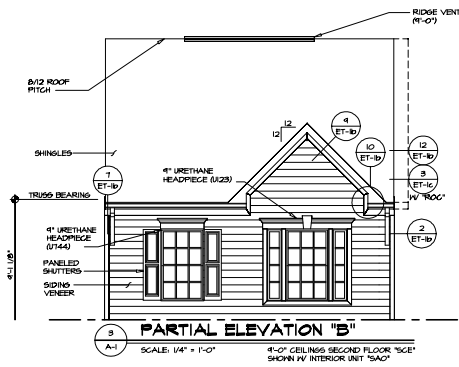 RIDGE VENT
(9'-0")
8/12 ROOF
PITCH
12
12
9
ET-1b
10
ET-1b
12
ET-1b
SHINGLES
9" URETHANE
HEADPIECE (U123)
7
ET-1b
3
ET-1c
W/ "ROC"
TRUSS BEARING
9" URETHANE
HEADPIECE
(U744)
2
ET-1b
PANELED
SHUTTERS
SIDING
VENEER
9'-1 1/8"
3
A-1
PARTIAL ELEVATION "B"
SCALE: 1/4" = 1'-0"
9'-0" CEILINGS SECOND FLOOR "SCE"
SHOWN W/ INTERIOR UNIT "SAO"